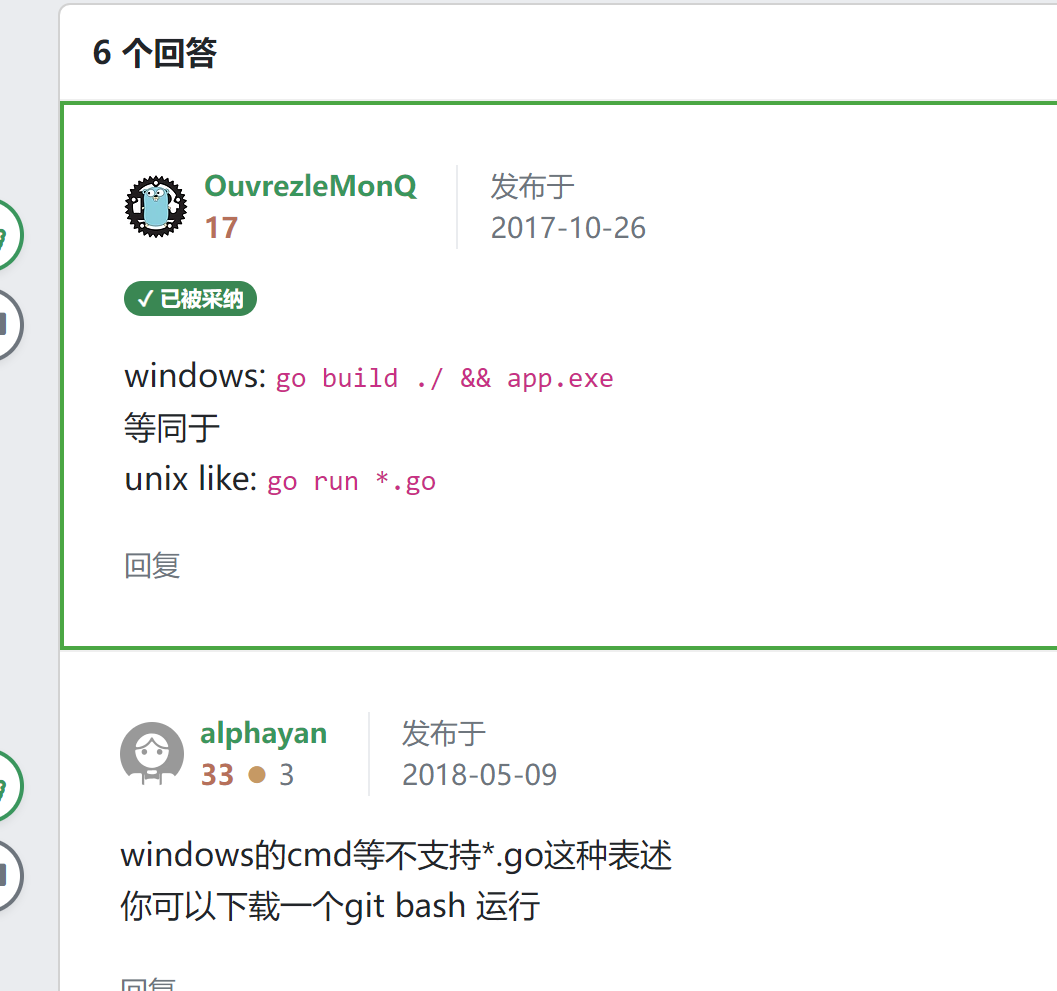 6 个回答
OuvrezleMonQ
17
发布于
2017-10-26
✓ 已被采纳
windows: go build ./ && app.exe
等同于
unix like: go run *.go
回复
alphayan
33 ● 3
发布于
2018-05-09
windows的cmd等不支持*.go这种表述
你可以下载一个git bash 运行
回复